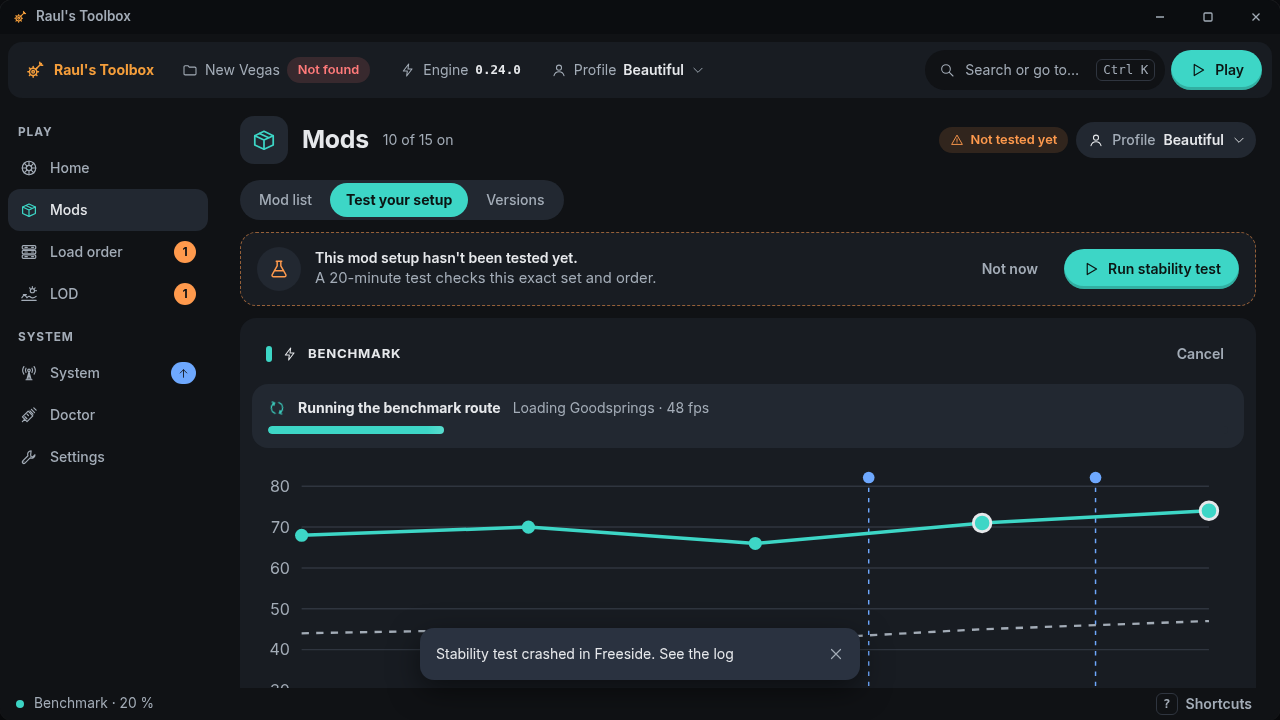 Raul's Toolbox
Raul's Toolbox
New Vegas Not found
Engine 0.24.0
Profile Beautiful
Search or go to... Ctrl K
Play
PLAY
Home
Mods
Load order 1
LOD 1
SYSTEM
System
Doctor
Settings
Mods 10 of 15 on
Not tested yet
Profile Beautiful
Mod list
Test your setup
Versions
This mod setup hasn't been tested yet.
A 20-minute test checks this exact set and order.
Not now
Run stability test
BENCHMARK
Cancel
Running the benchmark route Loading Goodsprings · 48 fps
80
70
60
50
40
Stability test crashed in Freeside. See the log
Benchmark · 20 %
? Shortcuts